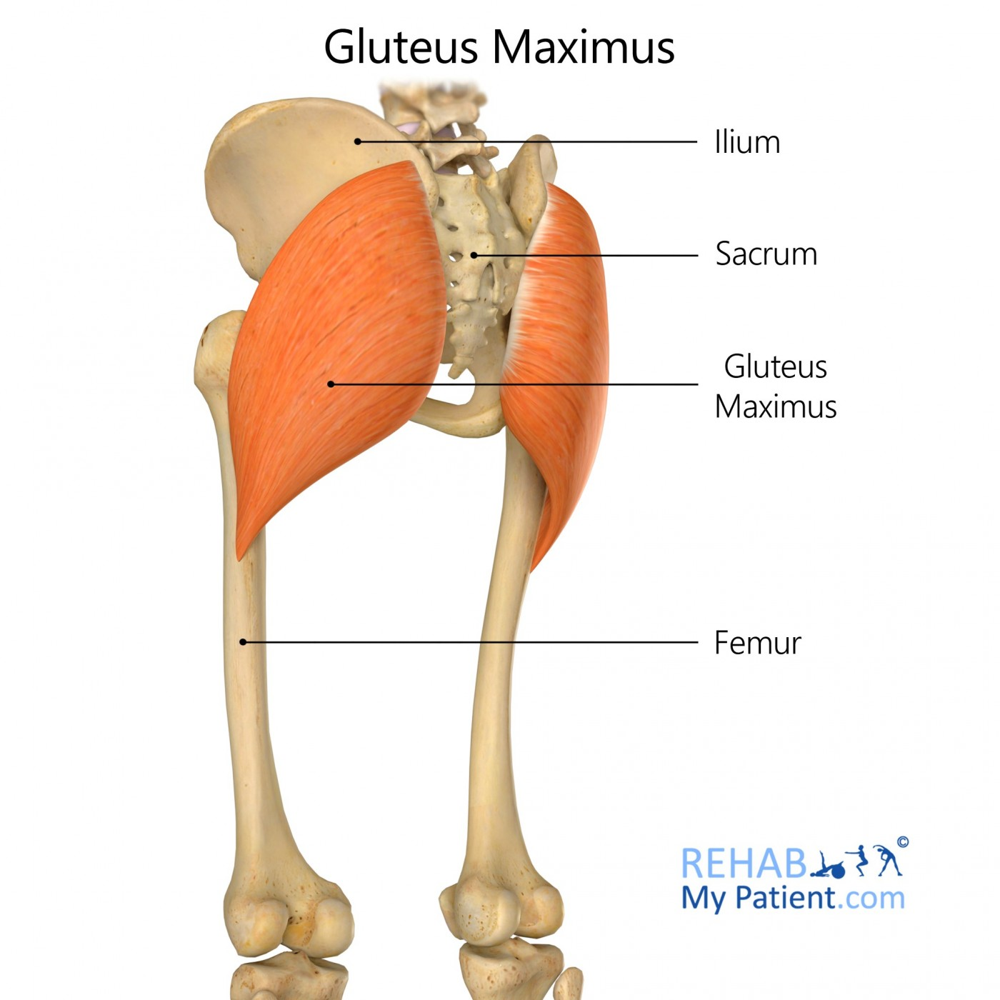 Gluteus Maximus
Ilium
Sacrum
Gluteus
Maximus
Femur
REHAB ©
My Patient.com